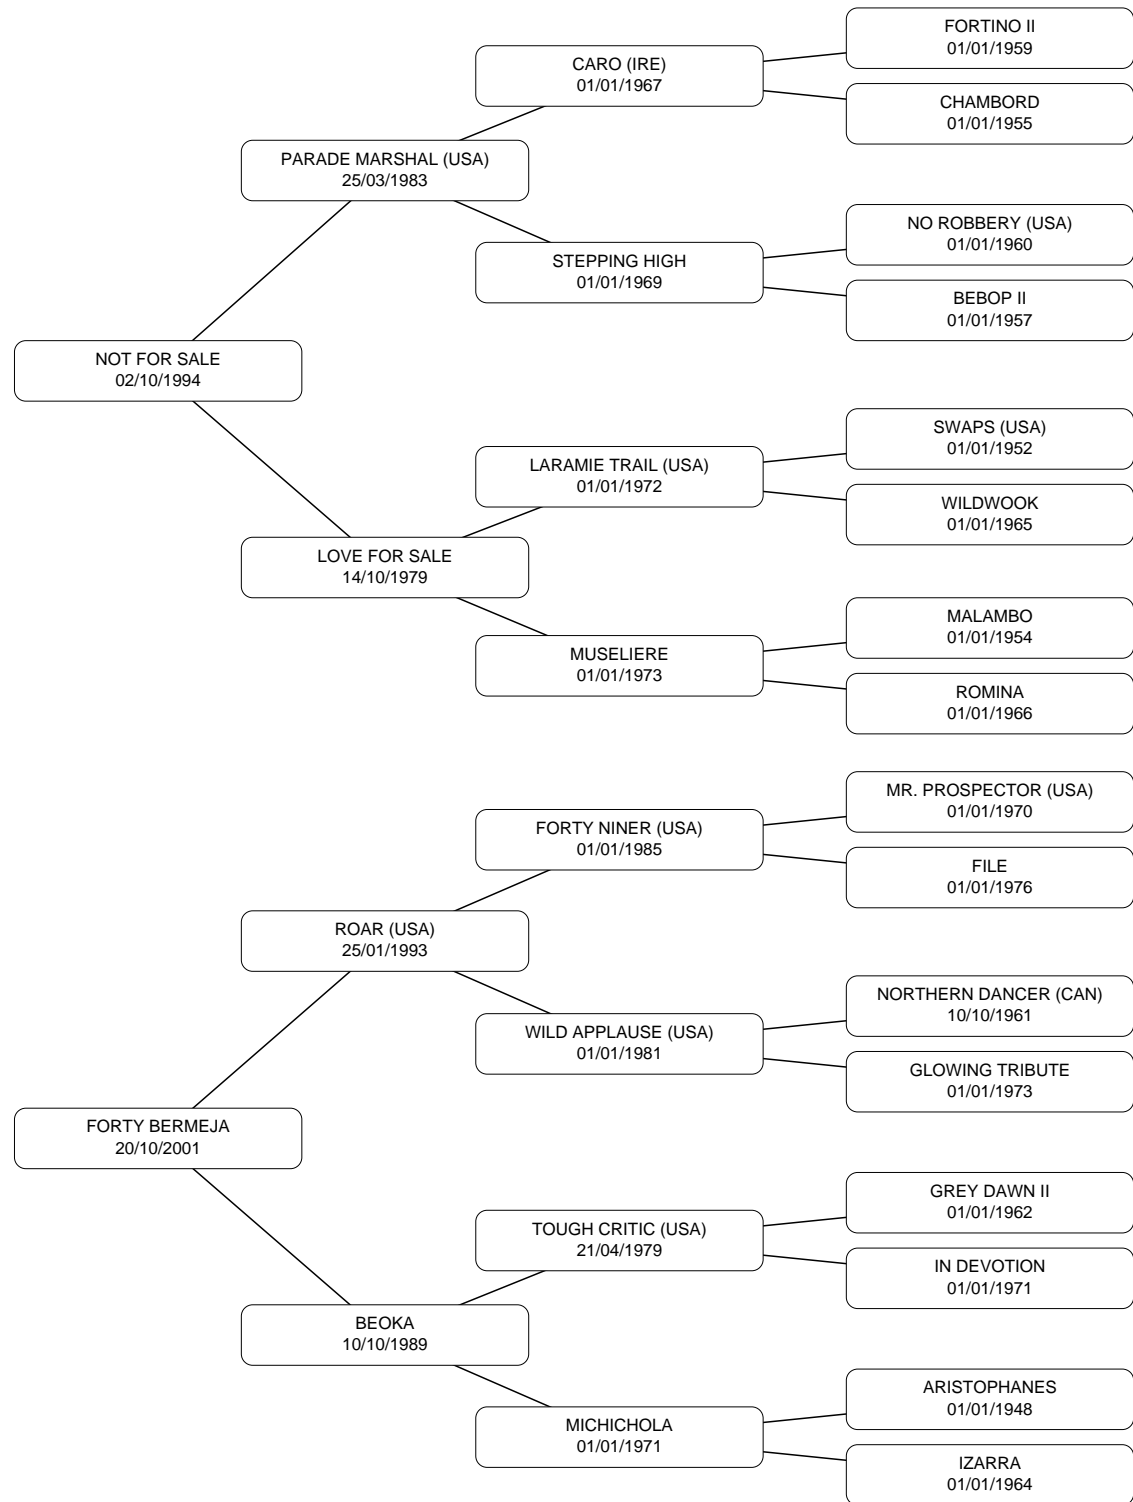 FORTINO II
01/01/1959
CARO (IRE)
01/01/1967
CHAMBORD
01/01/1955
PARADE MARSHAL (USA)
25/03/1983
NO ROBBERY (USA)
01/01/1960
STEPPING HIGH
01/01/1969
BEBOP II
01/01/1957
NOT FOR SALE
02/10/1994
SWAPS (USA)
01/01/1952
LARAMIE TRAIL (USA)
01/01/1972
WILDWOOK
01/01/1965
LOVE FOR SALE
14/10/1979
MALAMBO
01/01/1954
MUSELIERE
01/01/1973
ROMINA
01/01/1966
MR. PROSPECTOR (USA)
01/01/1970
FORTY NINER (USA)
01/01/1985
FILE
01/01/1976
ROAR (USA)
25/01/1993
NORTHERN DANCER (CAN)
10/10/1961
WILD APPLAUSE (USA)
01/01/1981
GLOWING TRIBUTE
01/01/1973
FORTY BERMEJA
20/10/2001
GREY DAWN II
01/01/1962
TOUGH CRITIC (USA)
21/04/1979
IN DEVOTION
01/01/1971
BEOKA
10/10/1989
ARISTOPHANES
01/01/1948
MICHICHOLA
01/01/1971
IZARRA
01/01/1964